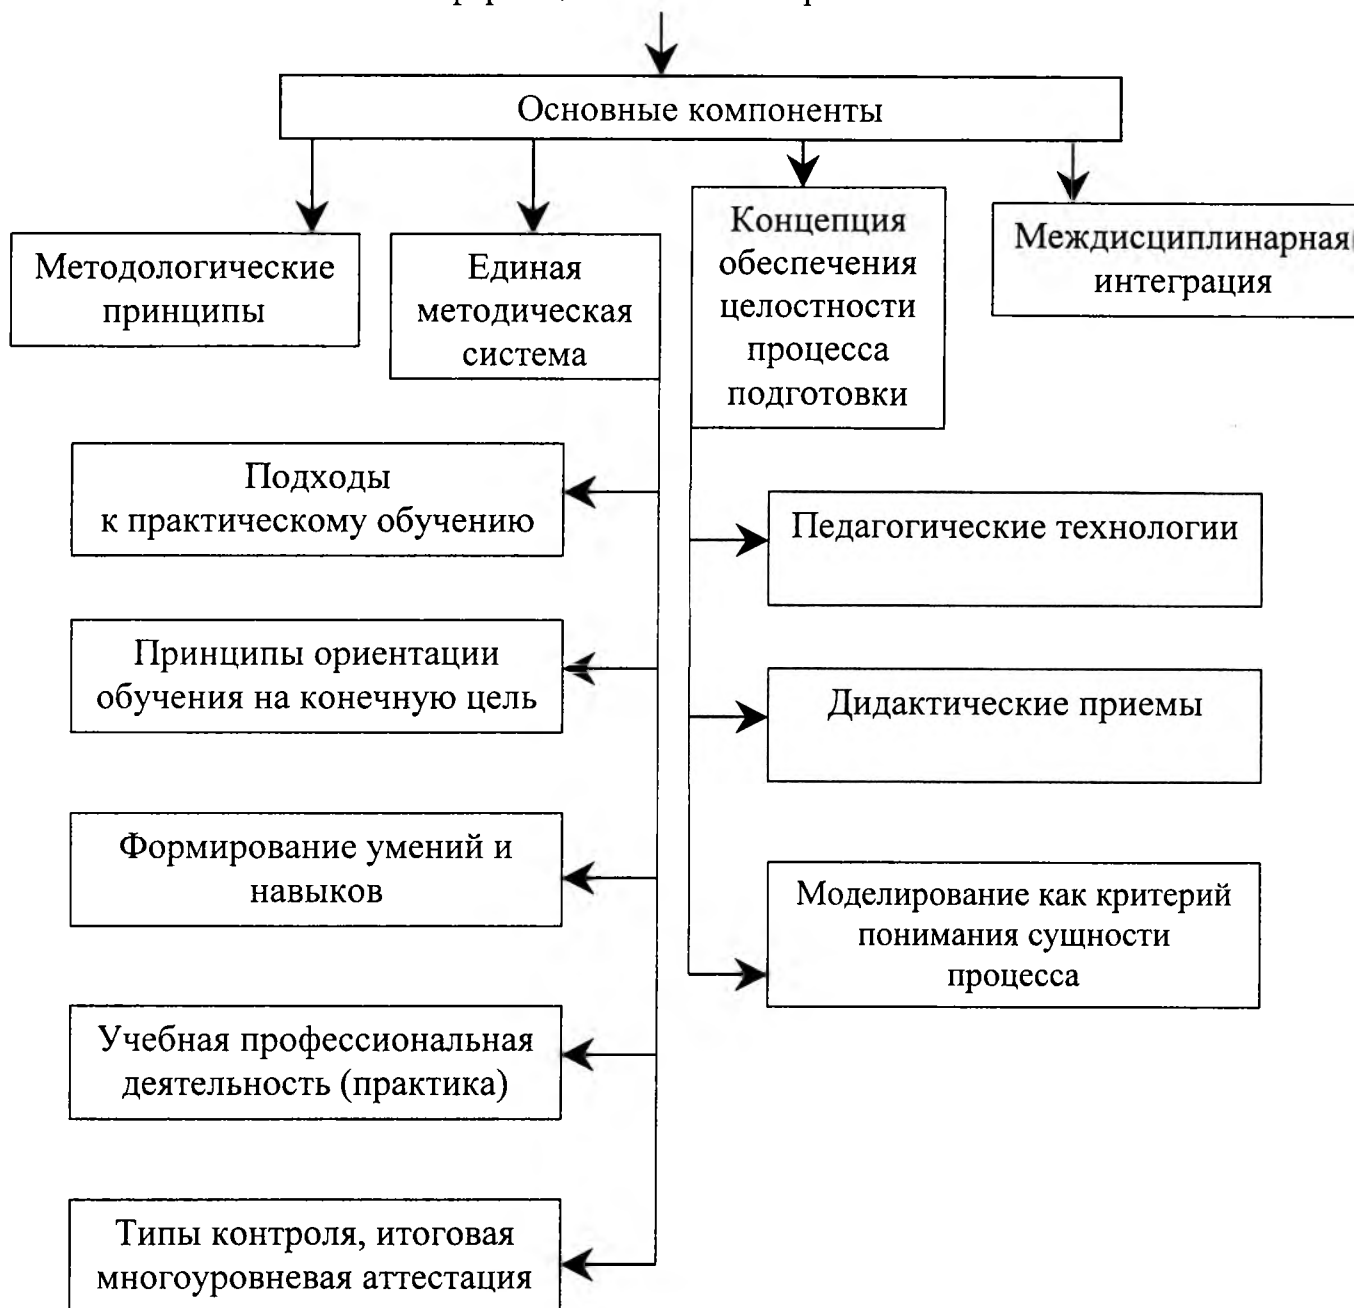 Основные компоненты
Методологические
принципы
Единая
методическая
система
Концепция
обеспечения
целостности
процесса
подготовки
Междисциплинарная
интеграция
Подходы
к практическому обучению
Принципы ориентации
обучения на конечную цель
Формирование умений и
навыков
Учебная профессиональная
деятельность (практика)
Типы контроля, итоговая
многоуровневая аттестация
Педагогические технологии
Дидактические приемы
Моделирование как критерий
понимания сущности
процесса